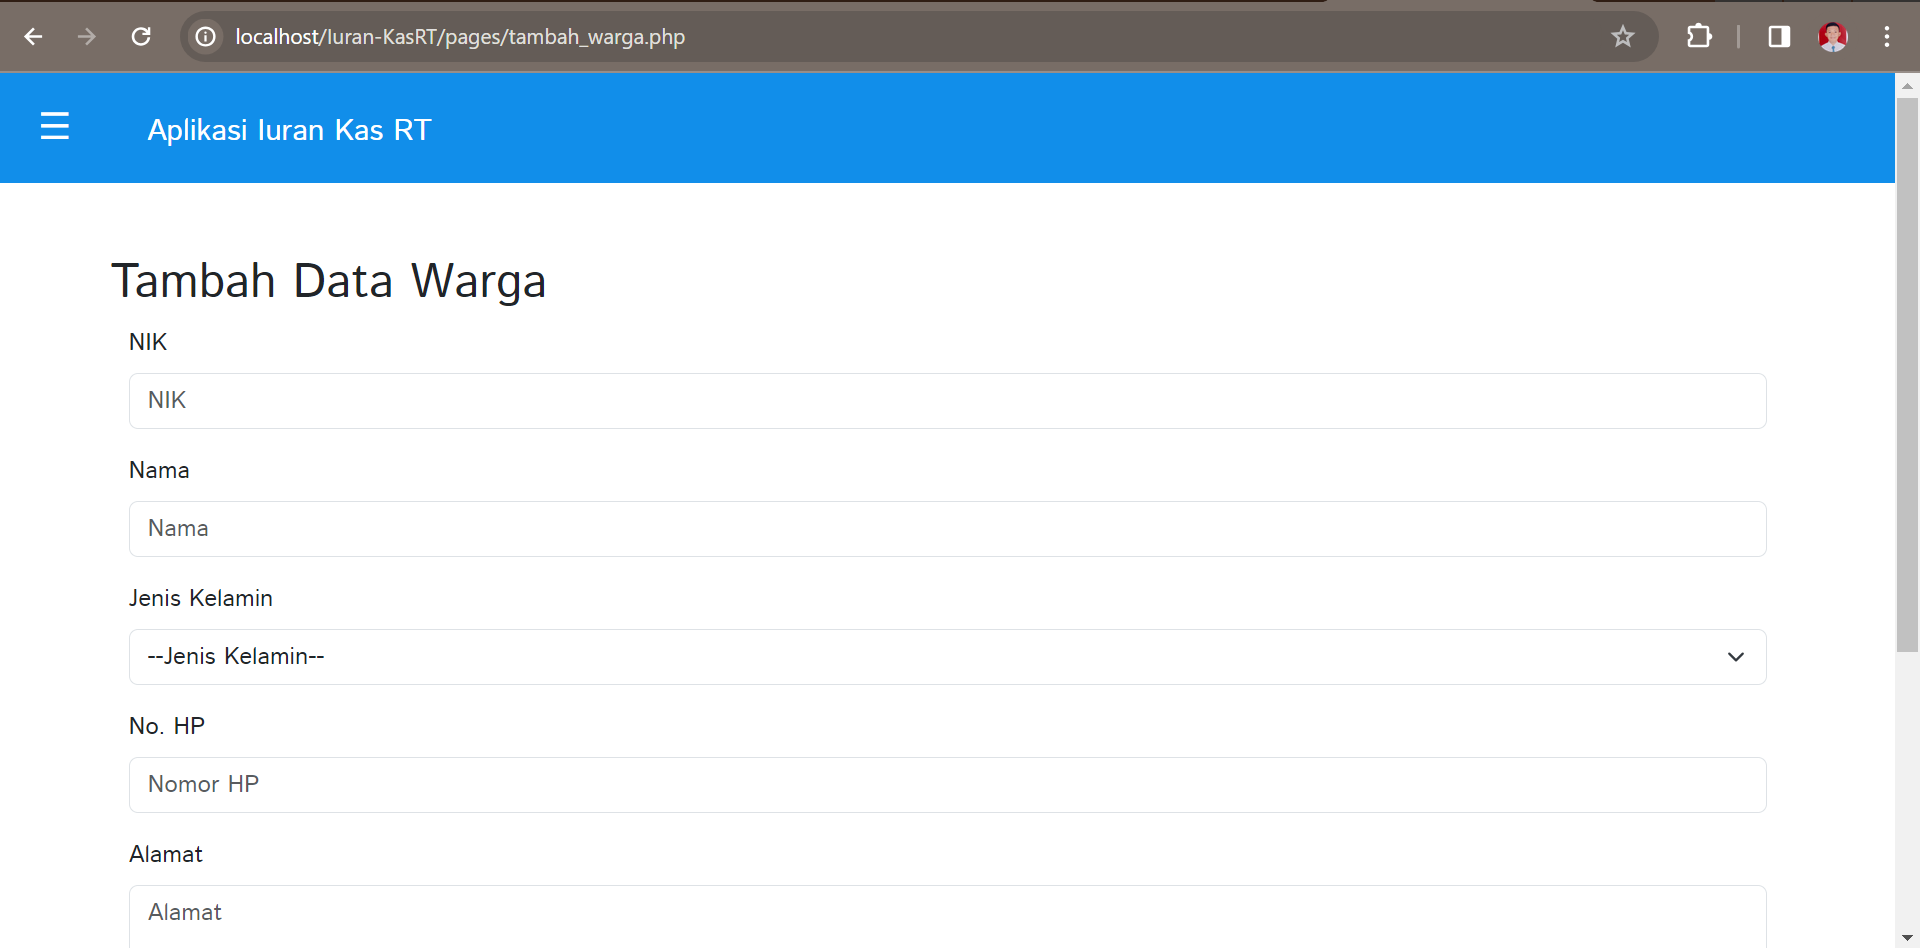 localhost/Iuran-KasRT/pages/tambah_warga.php
Aplikasi Iuran Kas RT
Tambah Data Warga
NIK
NIK
Nama
Nama
Jenis Kelamin
--Jenis Kelamin--
No. HP
Nomor HP
Alamat
Alamat